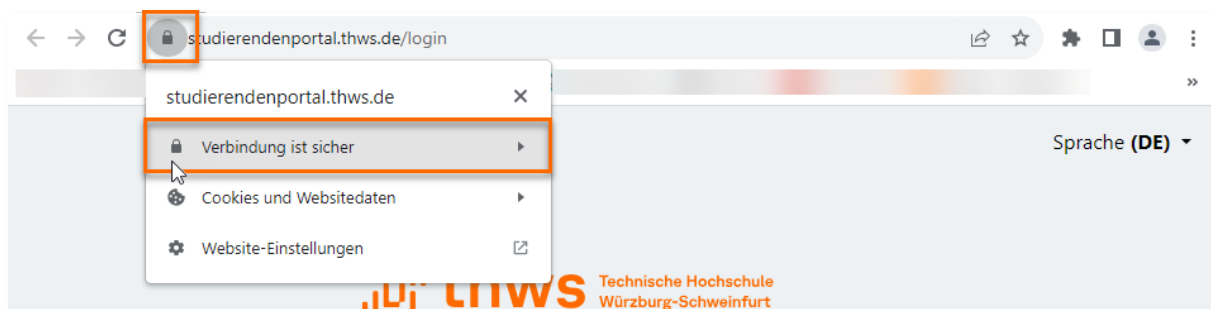 studierendenportal.thws.de/login
»
studierendenportal.thws.de
Verbindung ist sicher
Sprache (DE)
Cookies und Websitedaten
Website-Einstellungen
thws Technische Hochschule
Würzburg-Schweinfurt